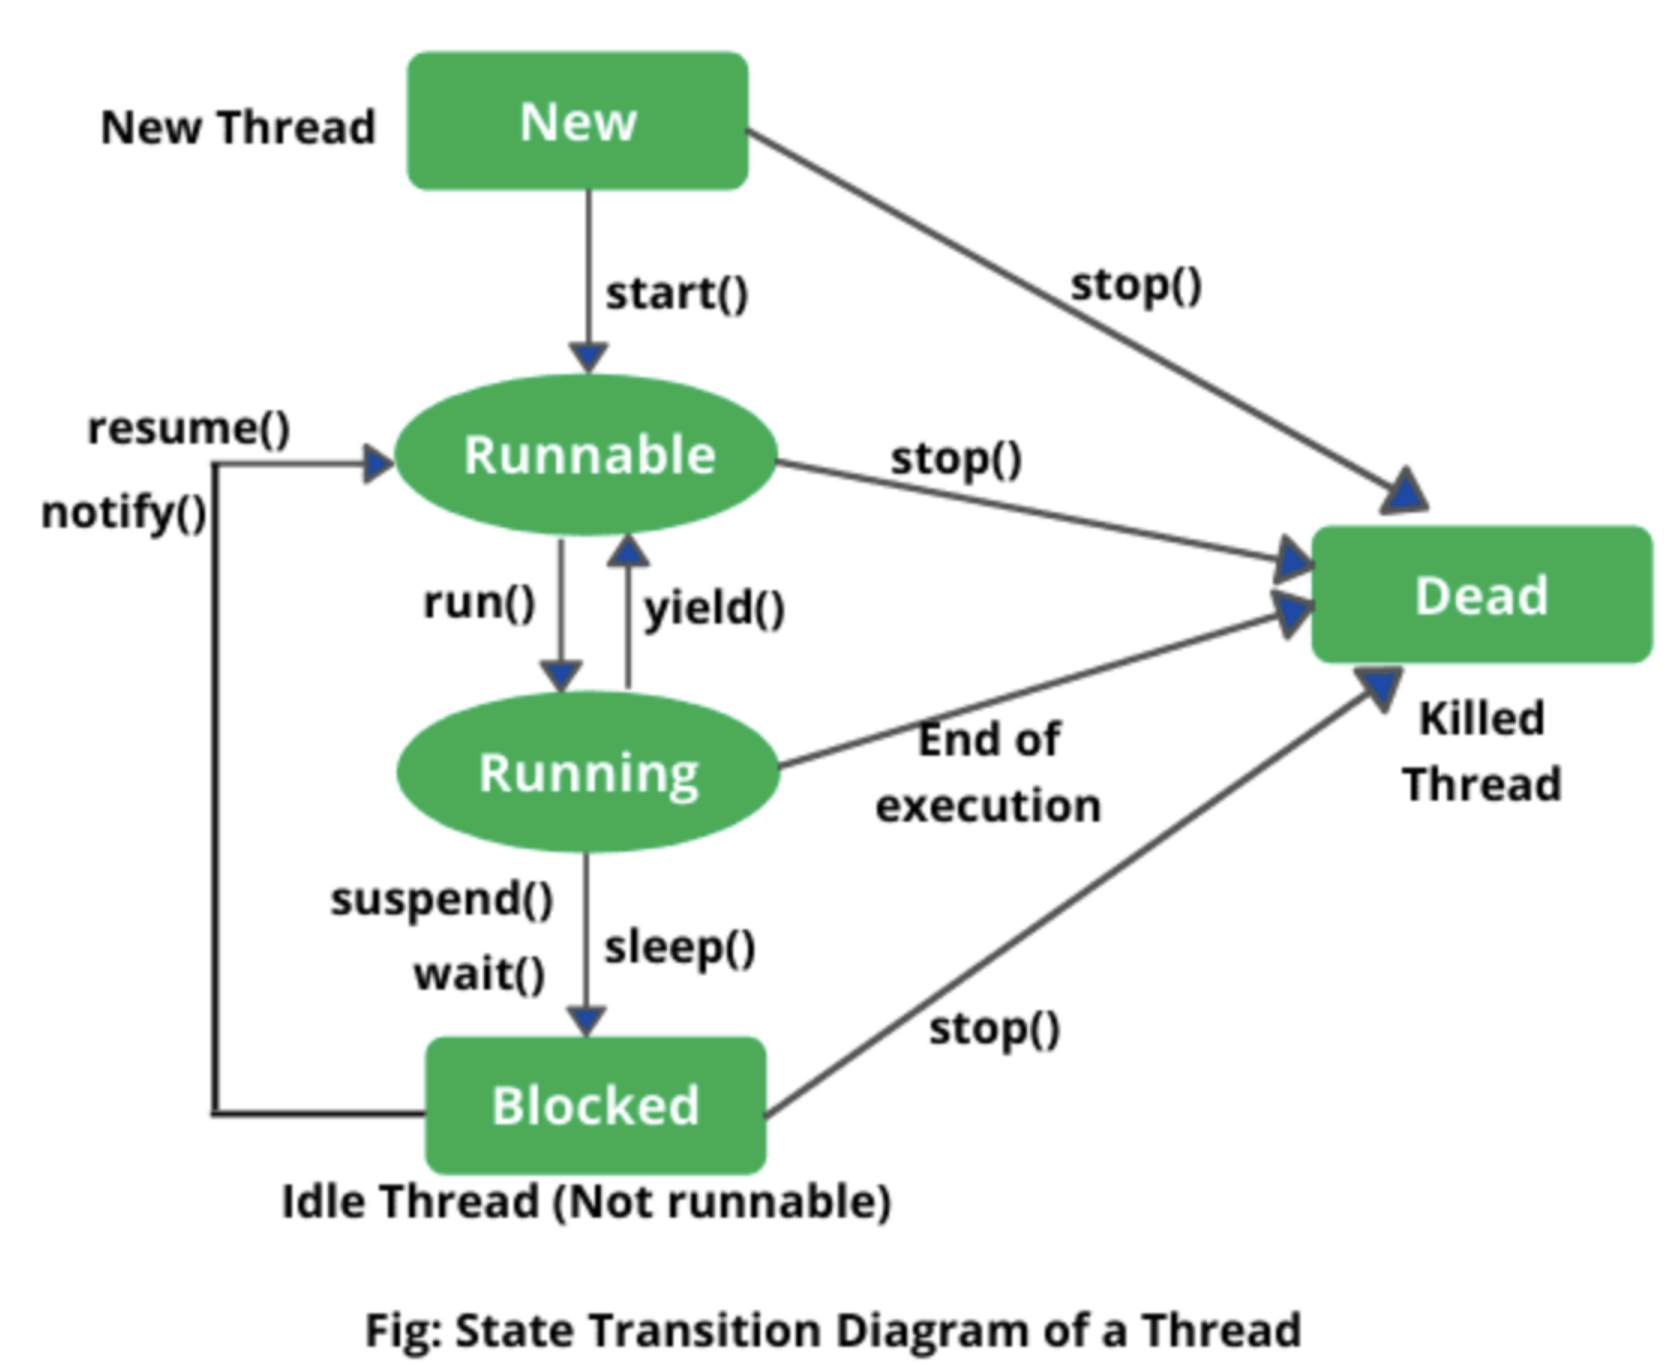 New Thread
New
start()
stop()
resume()
notify()
Runnable
stop()
run()
yield()
Dead
Killed
Thread
Running
End of
execution
suspend()
wait()
sleep()
stop()
Blocked
Idle Thread (Not runnable)
Fig: State Transition Diagram of a Thread